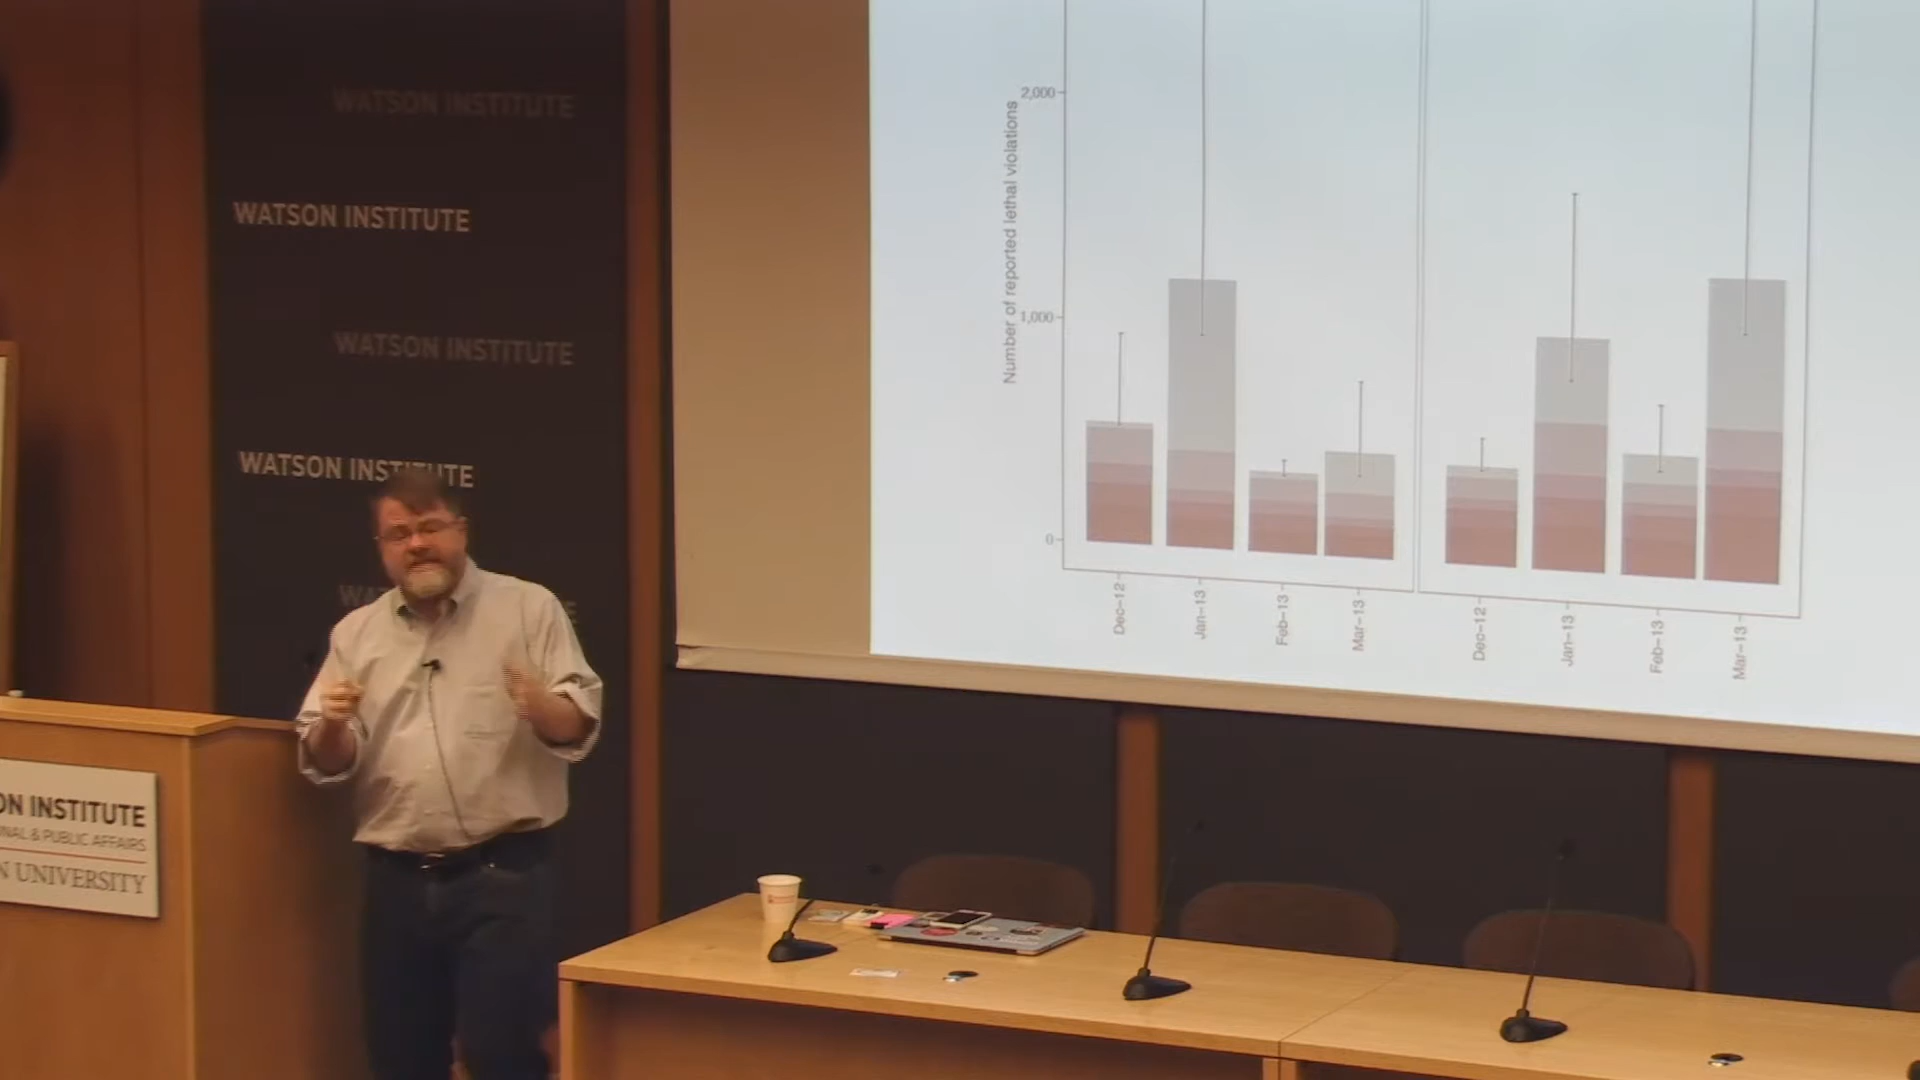 WATSON INSTITUTE
WATSON INSTITUTE
WATSON INSTITUTE
WATSON INSTITUTE
ON INSTITUTE
NAL & PUBLIC AFFAIRS
N UNIVERSITY
Number of reported lethal violations
2,000
1,000
0
Dec-12
Jan-13
Feb-13
Mar-13
Dec-12
Jan-13
Feb-13
Mar-13